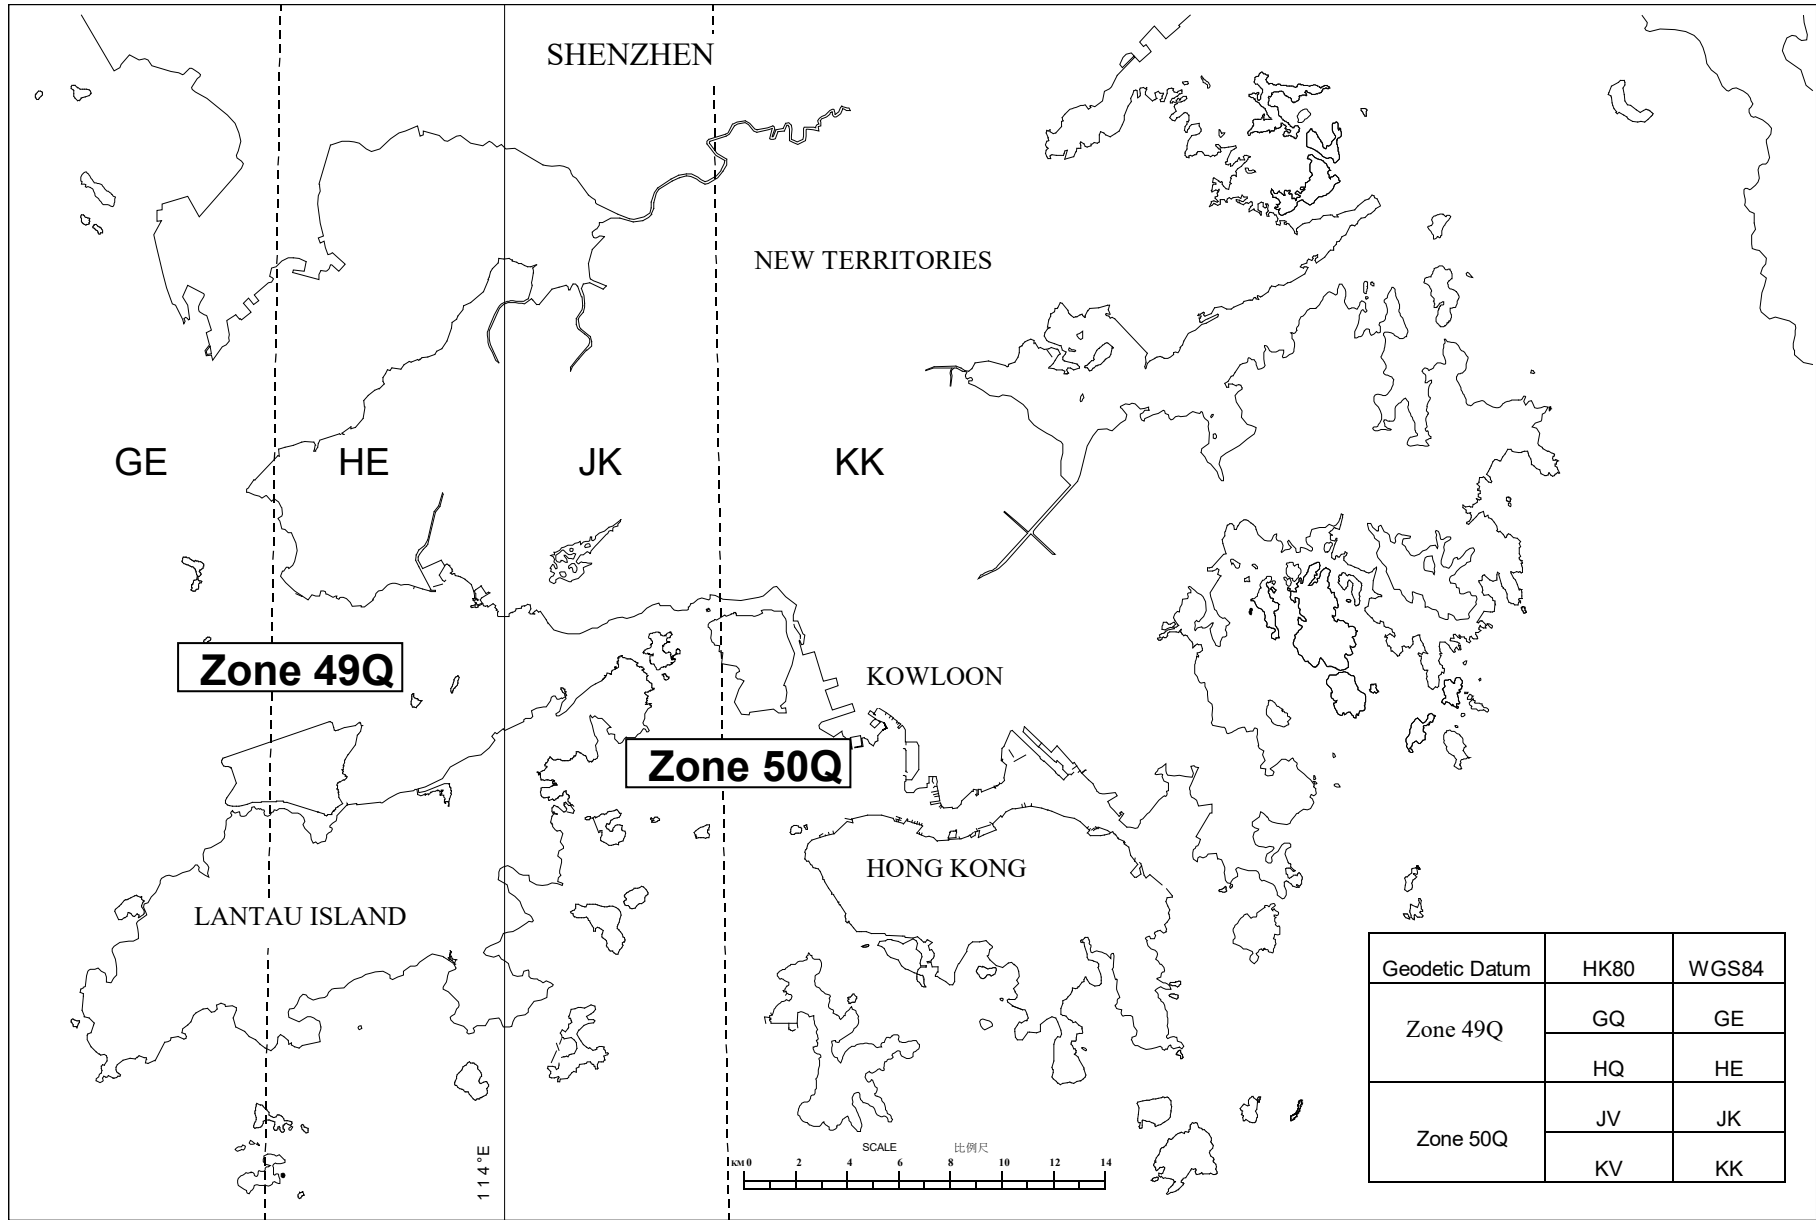 SHENZHEN
NEW TERRITORIES
GE HE JK KK
Zone 49Q
KOWLOON
Zone 50Q
HONG KONG
LANTAU ISLAND
Geodetic Datum HK80 WGS84
Zone 49Q GQ GE
HQ HE
Zone 50Q JV JK
KV KK
114°E
SCALE 比例尺
KM 0 2 4 6 8 10 12 14